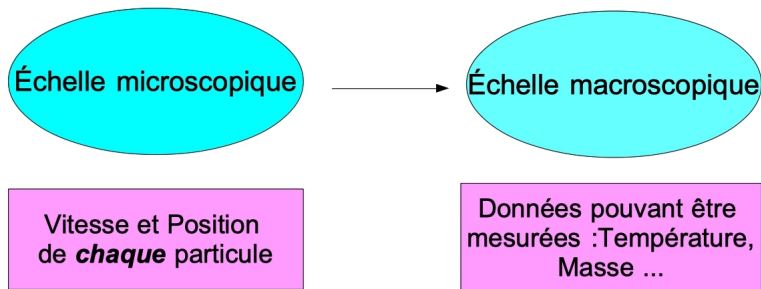 Échelle microscopique
Échelle macroscopique
Vitesse et Position
de chaque particule
Données pouvant être
mesurées :Température,
Masse ...